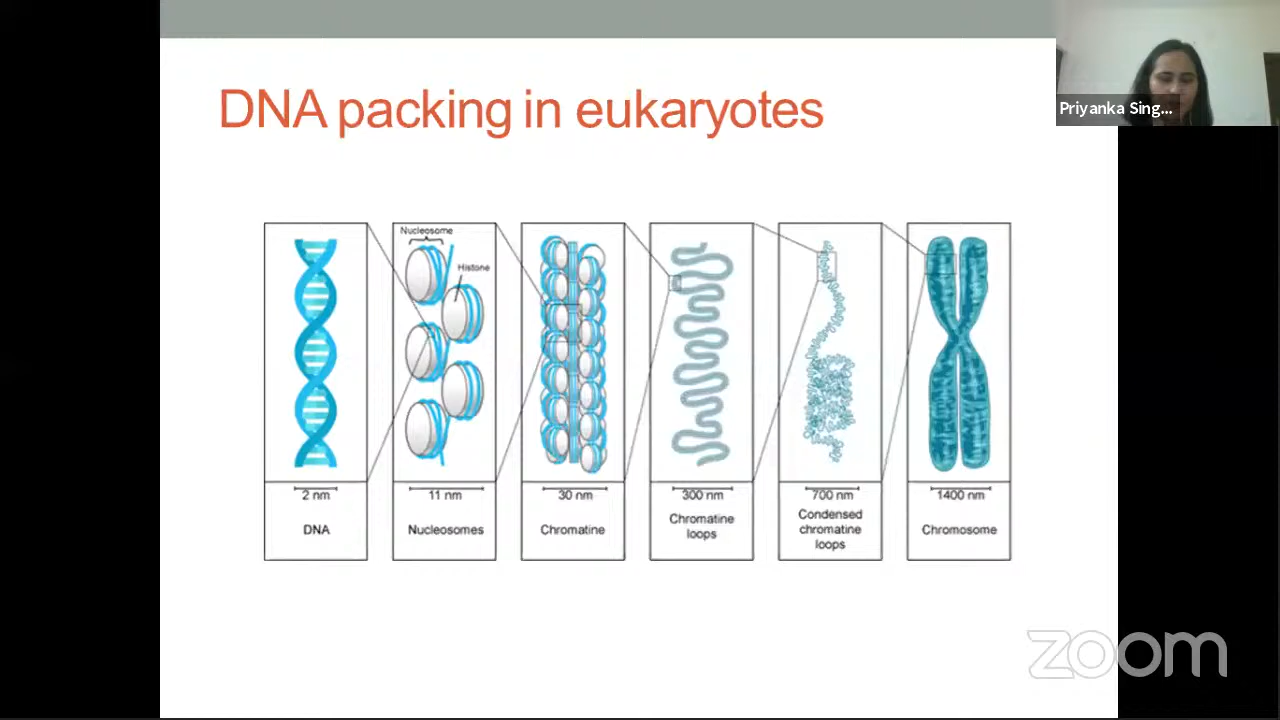 DNA packing in eukaryotes
Priyanka Sing...
Nucleosome
Histone
2 nm
11 nm
30 nm
300 nm
700 nm
1400 nm
DNA
Nucleosomes
Chromatine
Chromatine
loops
Condensed
chromatine
loops
Chromosome
zoom